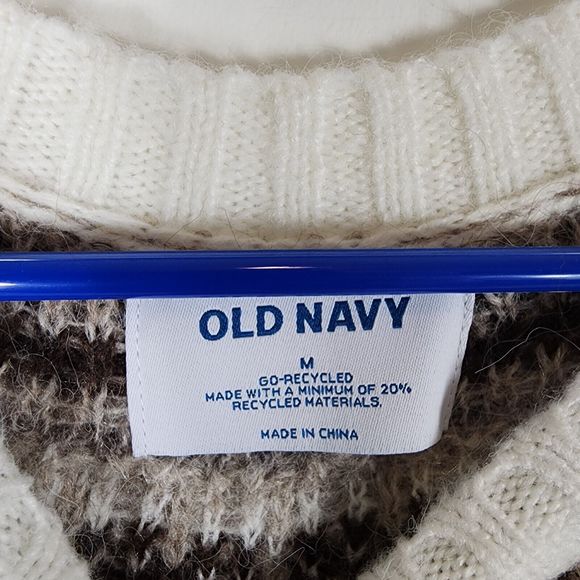 OLD NAVY
M
GO-RECYCLED
MADE WITH A MINIMUM OF 20%
RECYCLED MATERIALS.
MADE IN CHINA